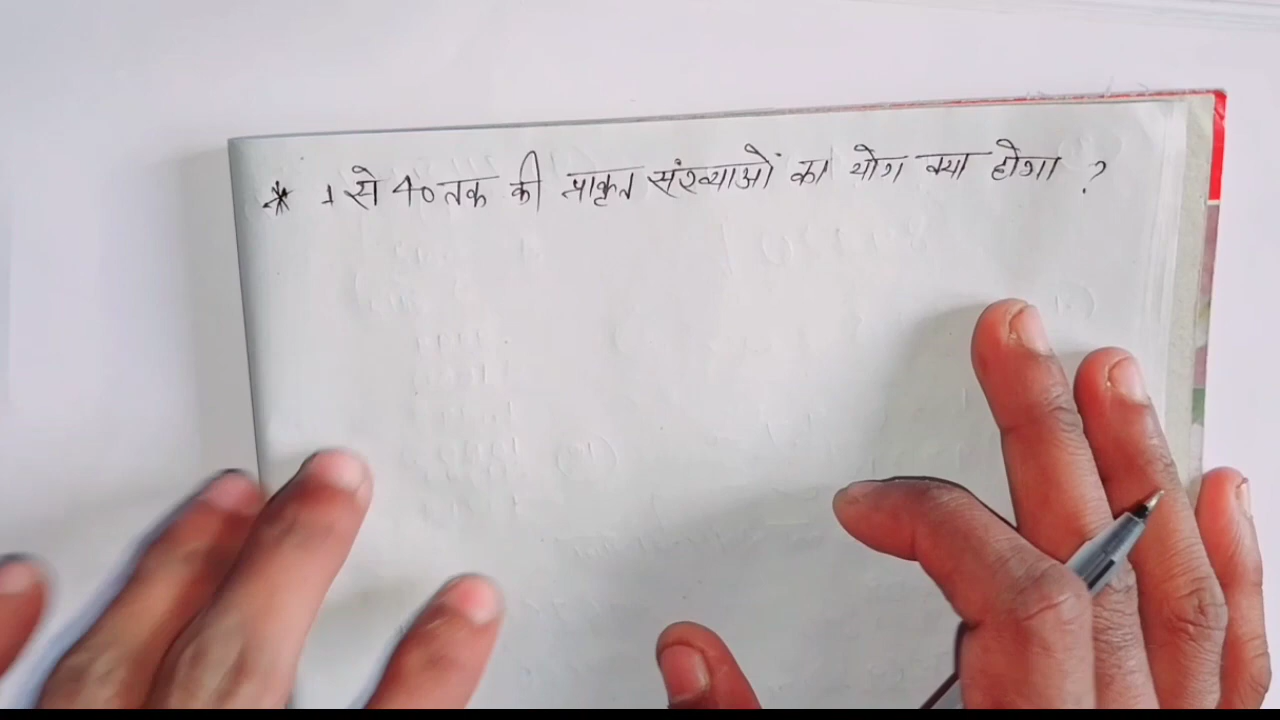 * 1 से 40 तक की प्राकृत संख्याओं का योग क्या होगा ?